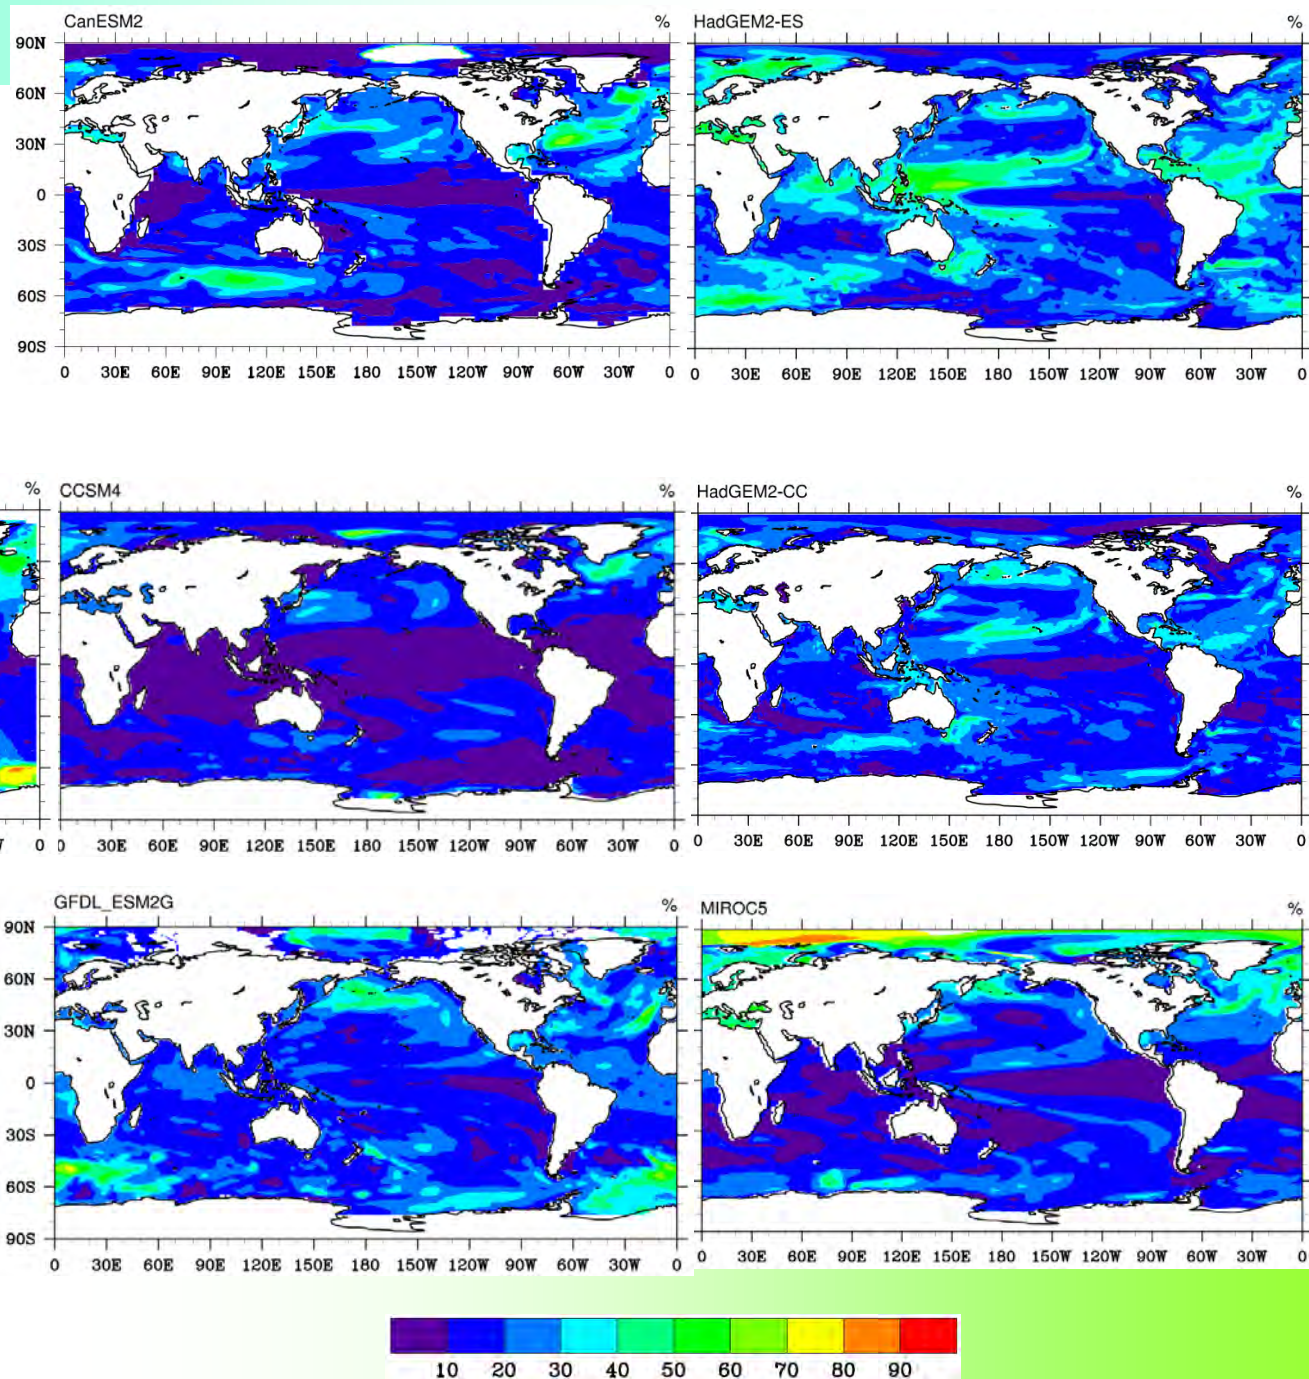 CanESM2 %
90N
60N
30N
0
30S
60S
90S
0 30E 60E 90E 120E 150E 180 150W 120W 90W 60W 30W 0
HadGEM2-ES %
0 30E 60E 90E 120E 150E 180 150W 120W 90W 60W 30W 0
%
0
CCSM4 %
0 30E 60E 90E 120E 150E 180 150W 120W 90W 60W 30W 0
HadGEM2-CC %
0 30E 60E 90E 120E 150E 180 150W 120W 90W 60W 30W 0
GFDL_ESM2G %
90N
60N
30N
0
30S
60S
90S
0 30E 60E 90E 120E 150E 180 150W 120W 90W 60W 30W 0
MIROC5 %
0 30E 60E 90E 120E 150E 180 150W 120W 90W 60W 30W 0
10 20 30 40 50 60 70 80 90